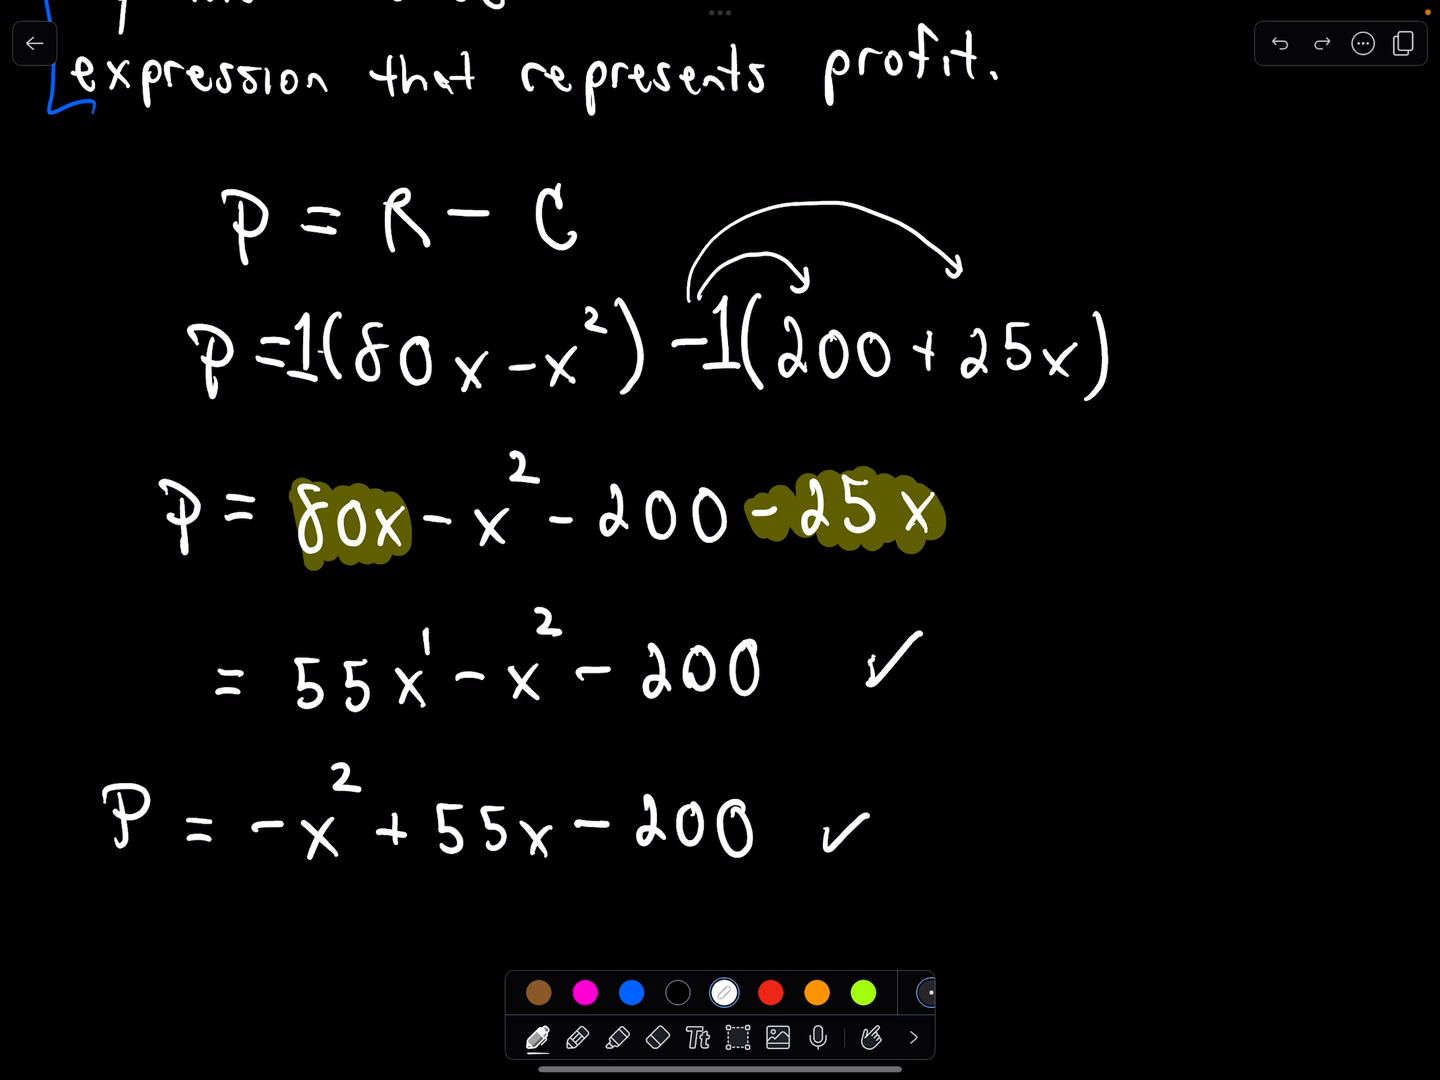 expression that represents profit.
P = R - C
P = 1(80x - x²) - 1(200 + 25x)
P = 80x - x² - 200 - 25x
= 55x¹ - x² - 200 ✓
P = -x² + 55x - 200 ✓
Tt